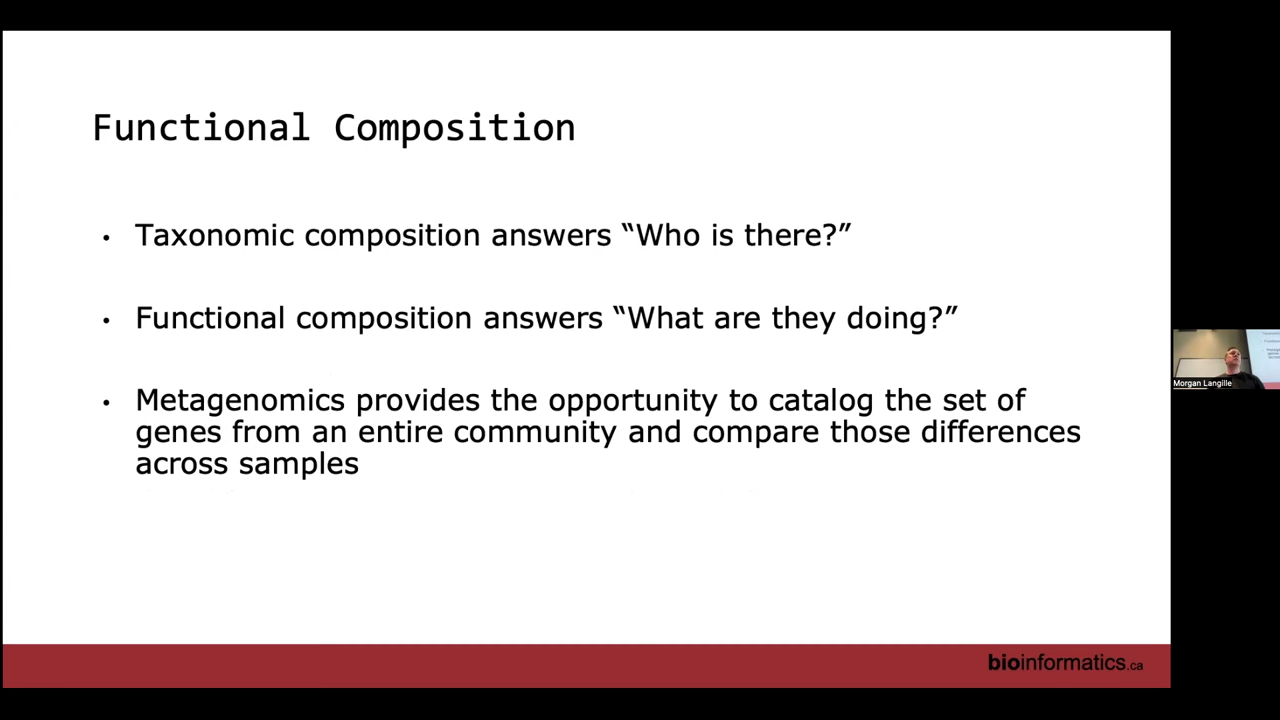 Functional Composition
• Taxonomic composition answers “Who is there?”
• Functional composition answers “What are they doing?”
• Metagenomics provides the opportunity to catalog the set of
genes from an entire community and compare those differences
across samples
Morgan Langille
bioinformatics.ca